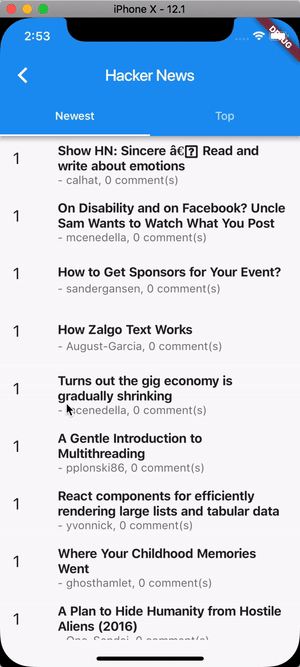 iPhone X - 12.1
2:53
DEBUG
Hacker News
Newest
Top
1
Show HN: Sincere â€ Read and
write about emotions
- calhat, 0 comment(s)
1
On Disability and on Facebook? Uncle
Sam Wants to Watch What You Post
- mcenedella, 0 comment(s)
1
How to Get Sponsors for Your Event?
- sandergansen, 0 comment(s)
1
How Zalgo Text Works
- August-Garcia, 0 comment(s)
1
Turns out the gig economy is
gradually shrinking
- mcenedella, 0 comment(s)
1
A Gentle Introduction to
Multithreading
- pplonski86, 0 comment(s)
1
React components for efficiently
rendering large lists and tabular data
- yvonnick, 0 comment(s)
1
Where Your Childhood Memories
Went
- ghosthamlet, 0 comment(s)
1
A Plan to Hide Humanity from Hostile
Aliens (2016)
0 comment(s)